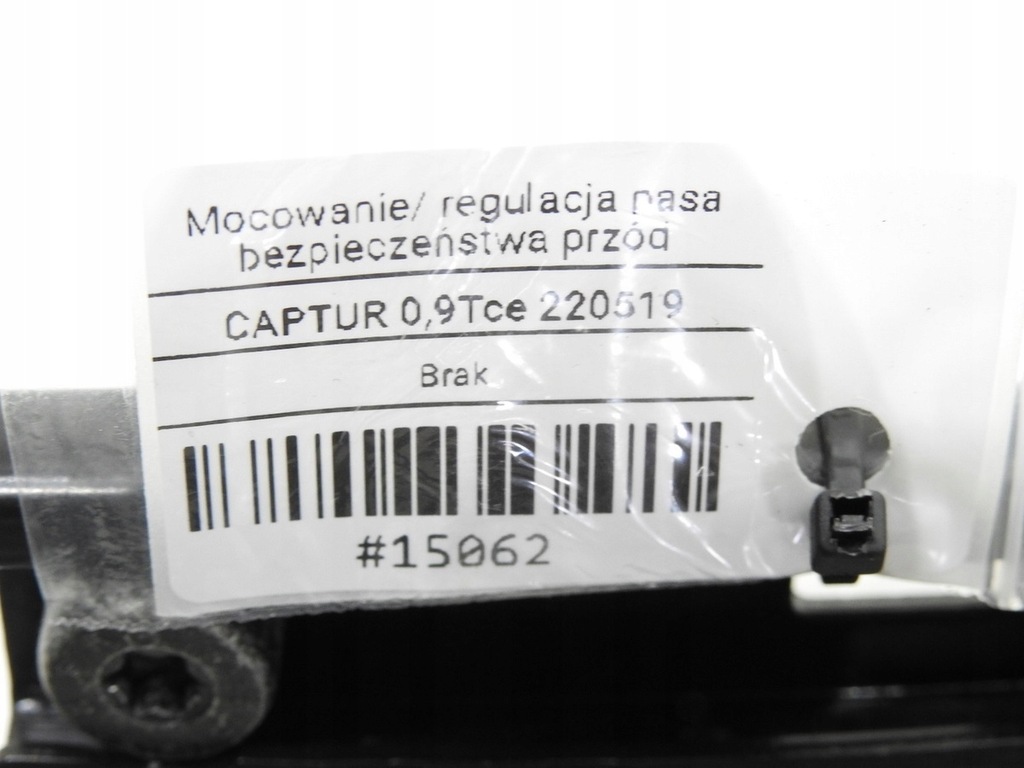 Mocowanie/ regulacja pasa
bezpieczeństwa przód
CAPTUR 0,9Tce 220519
Brak
#15062